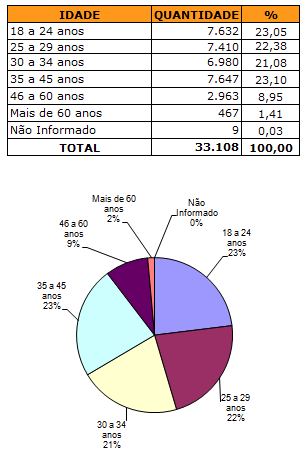 IDADE QUANTIDADE %
18 a 24 anos 7.632 23,05
25 a 29 anos 7.410 22,38
30 a 34 anos 6.980 21,08
35 a 45 anos 7.647 23,10
46 a 60 anos 2.963 8,95
Mais de 60 anos 467 1,41
Não Informado 9 0,03
TOTAL 33.108 100,00
Mais de 60
anos
2%
Não
Informado
0%
46 a 60
anos
9%
18 a 24
anos
23%
35 a 45
anos
23%
25 a 29
anos
22%
30 a 34
anos
21%